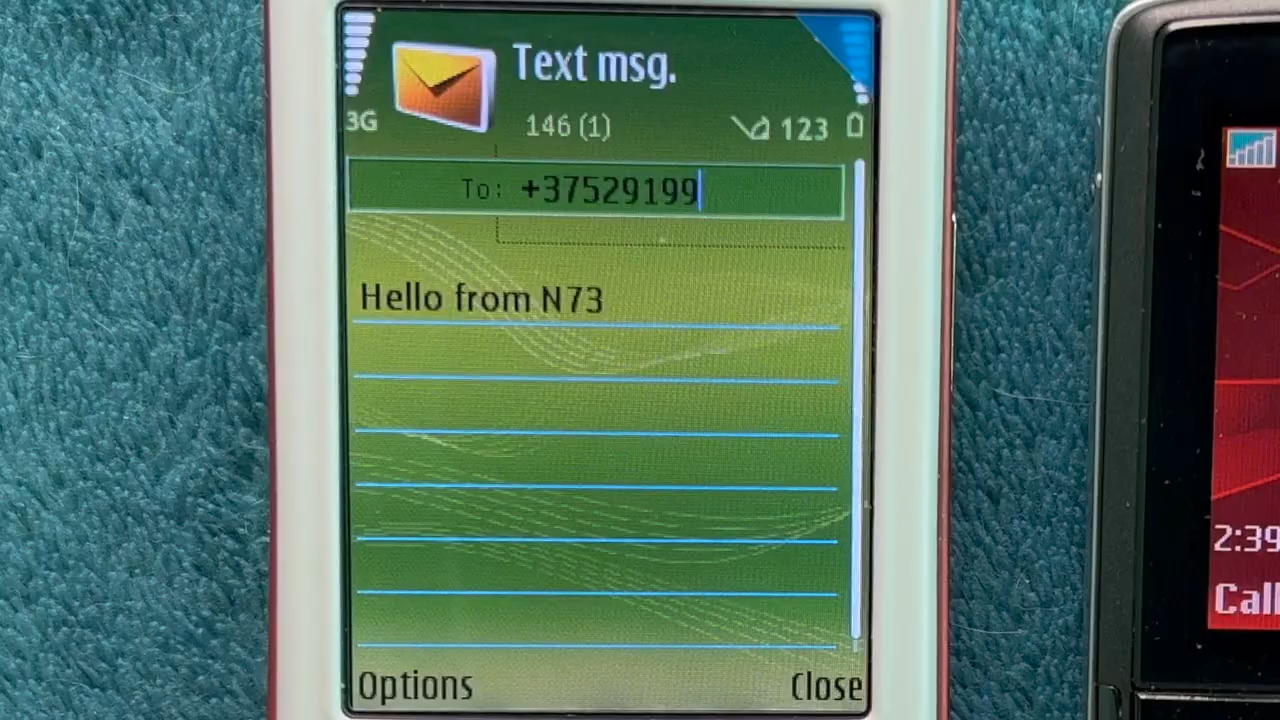 Text msg.
3G
146 (1)
123
To: +37529199
Hello from N73
Options
Close
2:39
Call